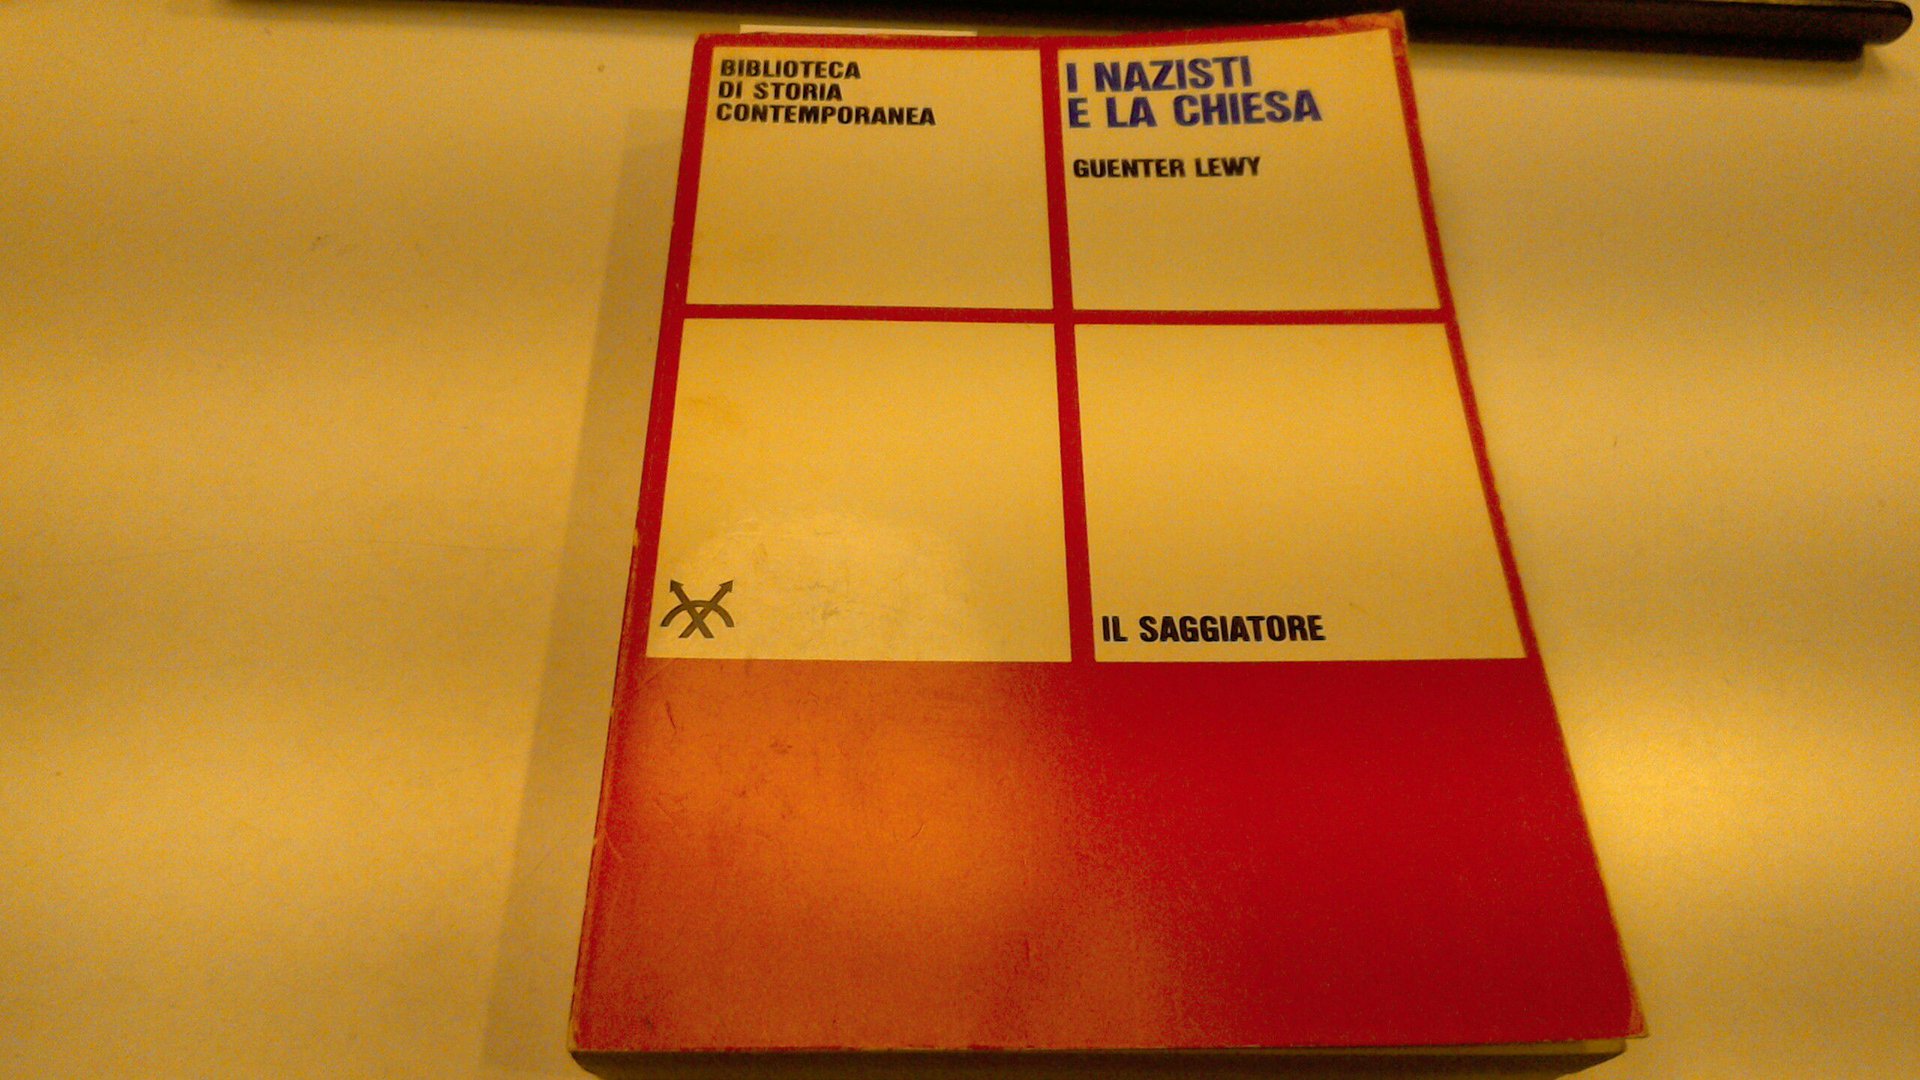 BIBLIOTECA
DI STORIA
CONTEMPORANEA
I NAZISTI
E LA CHIESA
GUENTER LEWY
IL SAGGIATORE